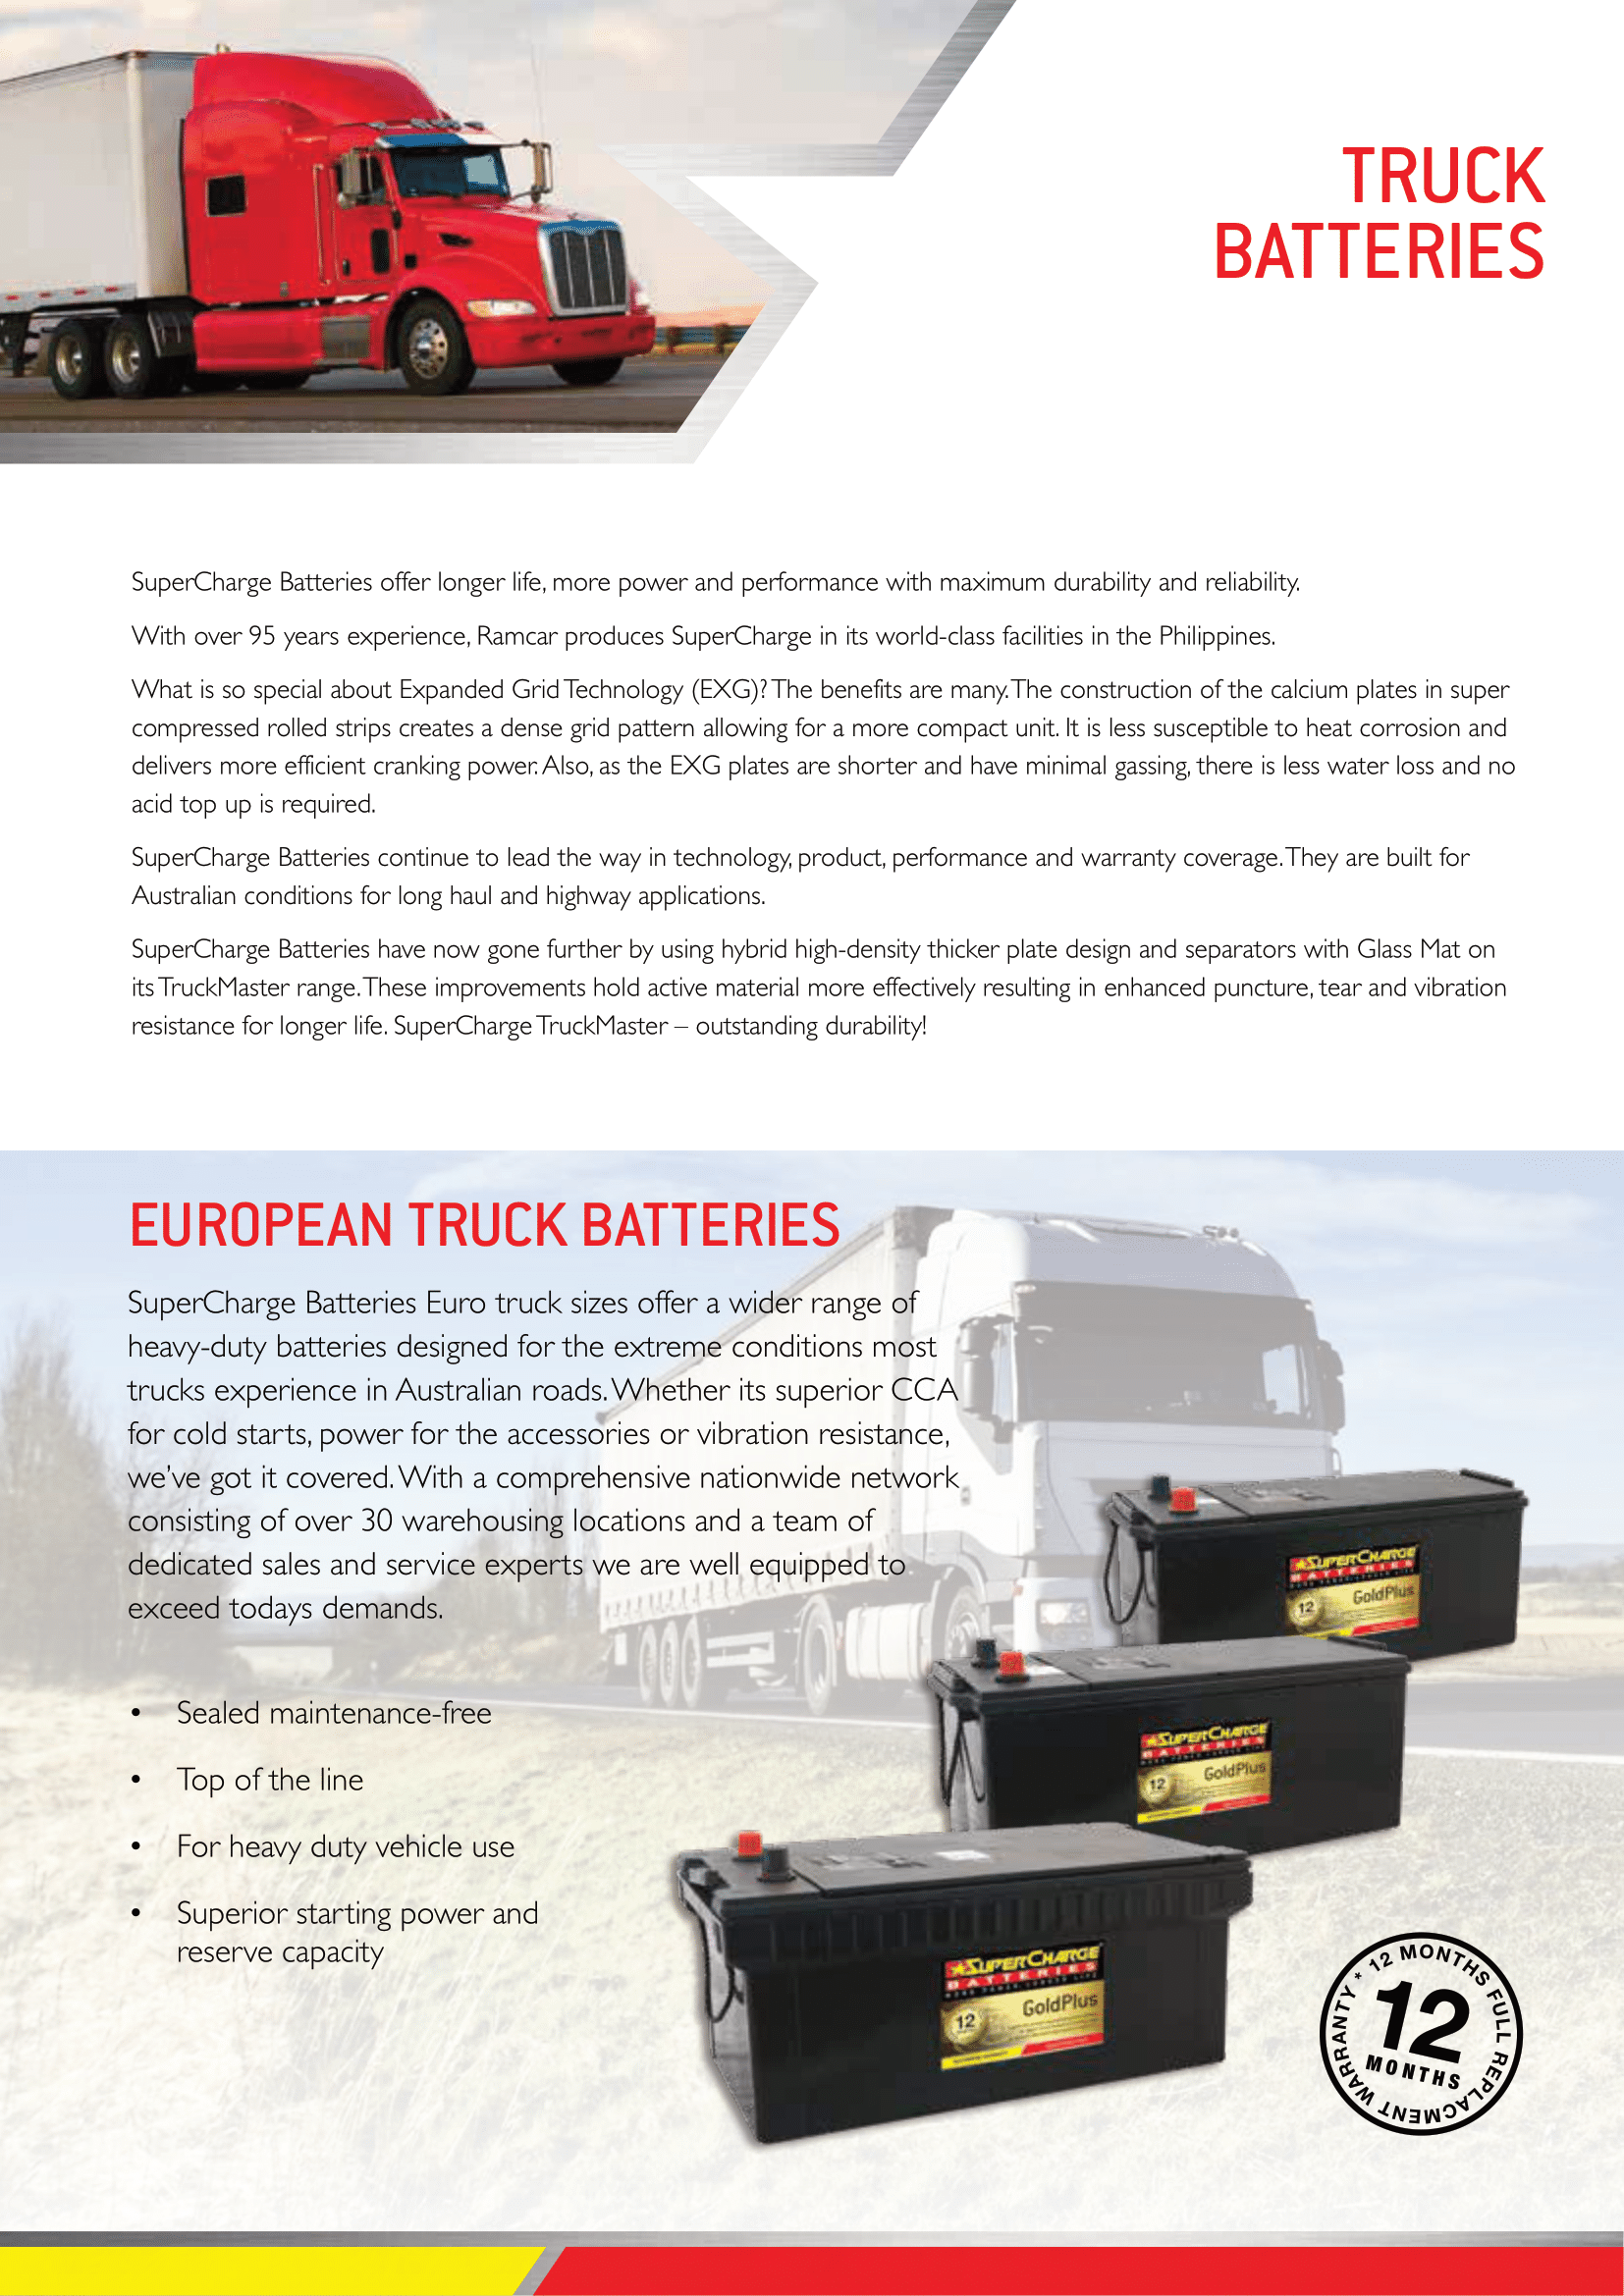 TRUCK
BATTERIES
SuperCharge Batteries offer longer life, more power and performance with maximum durability and reliability.
With over 95 years experience, Ramcar produces SuperCharge in its world-class facilities in the Philippines.
What is so special about Expanded Grid Technology (EXG)? The benefits are many. The construction of the calcium plates in super
compressed rolled strips creates a dense grid pattern allowing for a more compact unit. It is less susceptible to heat corrosion and
delivers more efficient cranking power. Also, as the EXG plates are shorter and have minimal gassing, there is less water loss and no
acid top up is required.
SuperCharge Batteries continue to lead the way in technology, product, performance and warranty coverage. They are built for
Australian conditions for long haul and highway applications.
SuperCharge Batteries have now gone further by using hybrid high-density thicker plate design and separators with Glass Mat on
its TruckMaster range. These improvements hold active material more effectively resulting in enhanced puncture, tear and vibration
resistance for longer life. SuperCharge TruckMaster – outstanding durability!
EUROPEAN TRUCK BATTERIES
SuperCharge Batteries Euro truck sizes offer a wider range of
heavy-duty batteries designed for the extreme conditions most
trucks experience in Australian roads. Whether its superior CCA
for cold starts, power for the accessories or vibration resistance,
we've got it covered. With a comprehensive nationwide network
consisting of over 30 warehousing locations and a team of
dedicated sales and service experts we are well equipped to
exceed todays demands.
• Sealed maintenance-free
• Top of the line
• For heavy duty vehicle use
• Superior starting power and
reserve capacity
SUPERCHARGE
BATTERIES
GoldPlus
12
SUPERCHARGE
BATTERIES
GoldPlus
12
SUPERCHARGE
BATTERIES
GoldPlus
12
* 12 MONTHS FULL REPLACMENT WARRANTY
12
MONTHS